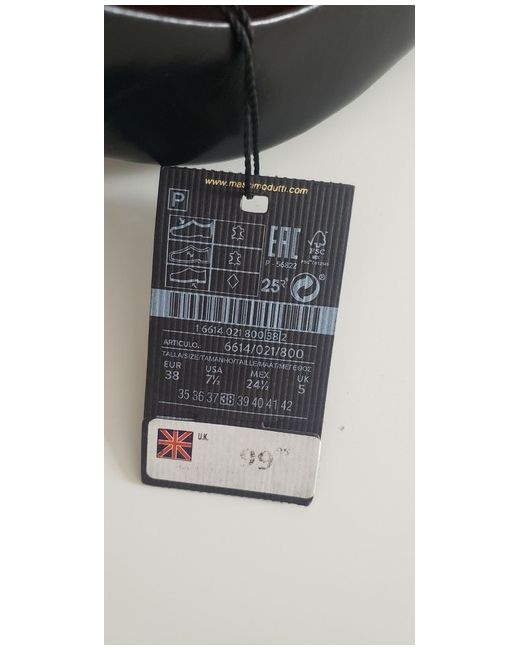 www.massimodutti.com
P
EAC
FSC
P - 56822
25R
®
1 6614 021 800 38 2
ARTICULO.: 6614/021/800
TALLA/SIZE/TAMANHO/TAILLE/MAAT/ΜΕΓΕΘΟΣ
EUR USA MEX UK
38 7½ 24½ 5
35 36 37 38 39 40 41 42
U.K.
99